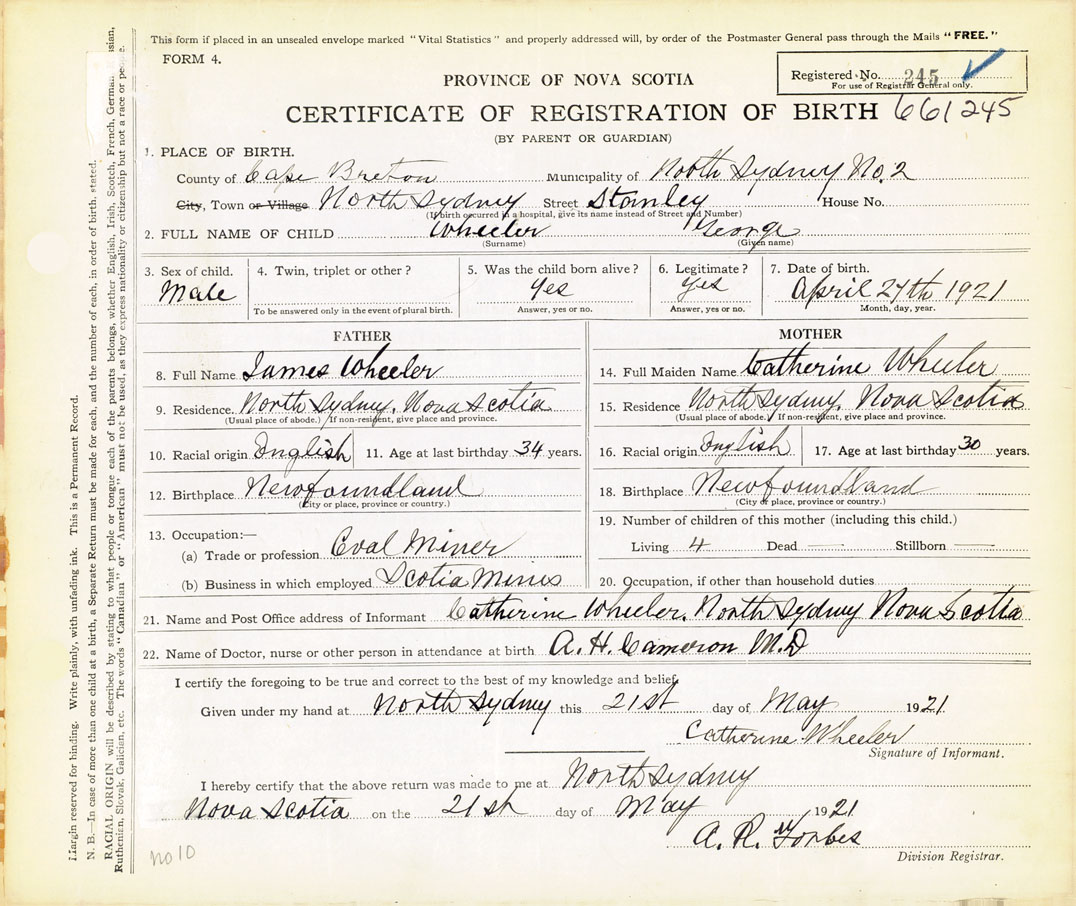 This form if placed in an unsealed envelope marked "Vital Statistics" and properly addressed will, by order of the Postmaster General pass through the Mails "FREE."
FORM 4.
Registered No. 245
For use of Registrar General only.
PROVINCE OF NOVA SCOTIA
CERTIFICATE OF REGISTRATION OF BIRTH 661245
(BY PARENT OR GUARDIAN)
1. PLACE OF BIRTH.
County of Cape Breton Municipality of North Sydney No. 2
City, Town or Village North Sydney Street Stanley House No.
(If birth occurred in a hospital, give its name instead of Street and Number)
2. FULL NAME OF CHILD Wheeler George
(Surname) (Given name)
3. Sex of child. 4. Twin, triplet or other? 5. Was the child born alive? 6. Legitimate? 7. Date of birth.
Male Yes Yes April 24th 1921
To be answered only in the event of plural birth. Answer, yes or no. Answer, yes or no. Month, day, year.
FATHER
8. Full Name James Wheeler
9. Residence North Sydney, Nova Scotia
(Usual place of abode.) If non-resident, give place and province.
10. Racial origin English 11. Age at last birthday 34 years.
12. Birthplace Newfoundland
(City or place, province or country.)
13. Occupation:—
(a) Trade or profession Coal Miner
(b) Business in which employed Scotia Mines
MOTHER
14. Full Maiden Name Catherine Wheeler
15. Residence North Sydney, Nova Scotia
(Usual place of abode.) If non-resident, give place and province.
16. Racial origin English 17. Age at last birthday 30 years.
18. Birthplace Newfoundland
(City or place, province or country.)
19. Number of children of this mother (including this child.)
Living 4 Dead — Stillborn —
20. Occupation, if other than household duties
21. Name and Post Office address of Informant Catherine Wheeler, North Sydney Nova Scotia
22. Name of Doctor, nurse or other person in attendance at birth A. H. Cameron M.D
I certify the foregoing to be true and correct to the best of my knowledge and belief.
Given under my hand at North Sydney this 21st day of May 1921
Catherine Wheeler
Signature of Informant.
I hereby certify that the above return was made to me at North Sydney
Nova Scotia on the 21st day of May 1921
A. R. Forbes
Division Registrar.
No 10
Margin reserved for binding. Write plainly, with unfading ink. This is a Permanent Record.
N. B.—In case of more than one child at a birth, a Separate Return must be made for each, and the number of each, in order of birth, stated.
RACIAL ORIGIN will be described by stating to what people or tongue each of the parents belongs, whether English, Irish, Scotch, French, German,
Ruthenian, Slovak, Galician, etc. The words "Canadian" or "American" must not be used, as they express nationality or citizenship but not a race or people.